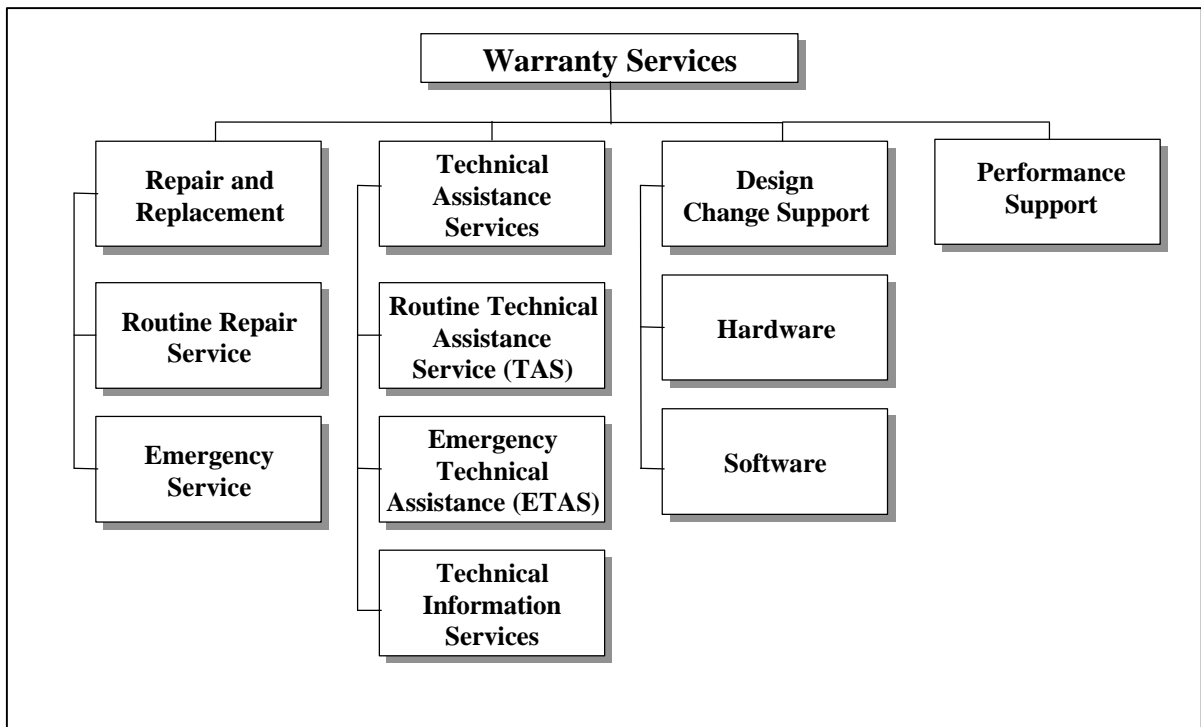 Warranty Services
Repair and
Replacement
Technical
Assistance
Services
Design
Change Support
Performance
Support
Routine Repair
Service
Routine Technical
Assistance
Service (TAS)
Hardware
Emergency
Service
Emergency
Technical
Assistance (ETAS)
Software
Technical
Information
Services